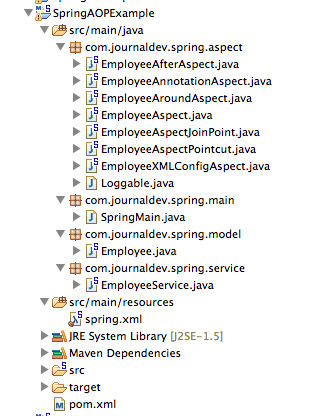 SpringAOPExample
src/main/java
com.journaldev.spring.aspect
EmployeeAfterAspect.java
EmployeeAnnotationAspect.java
EmployeeAroundAspect.java
EmployeeAspect.java
EmployeeAspectJoinPoint.java
EmployeeAspectPointcut.java
EmployeeXMLConfigAspect.java
Loggable.java
com.journaldev.spring.main
SpringMain.java
com.journaldev.spring.model
Employee.java
com.journaldev.spring.service
EmployeeService.java
src/main/resources
spring.xml
JRE System Library [J2SE-1.5]
Maven Dependencies
src
target
pom.xml